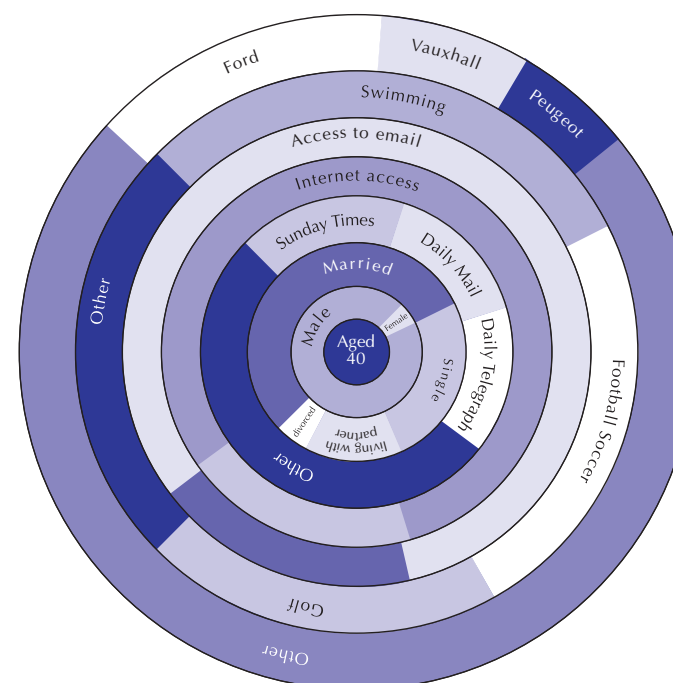 Ford
Vauxhall
Peugeot
Other
Swimming
Football Soccer
Golf
Other
Access to email
Internet access
Sunday Times
Daily Mail
Daily Telegraph
Other
Married
Single
living with
partner
divorced
Male
Female
Aged
40